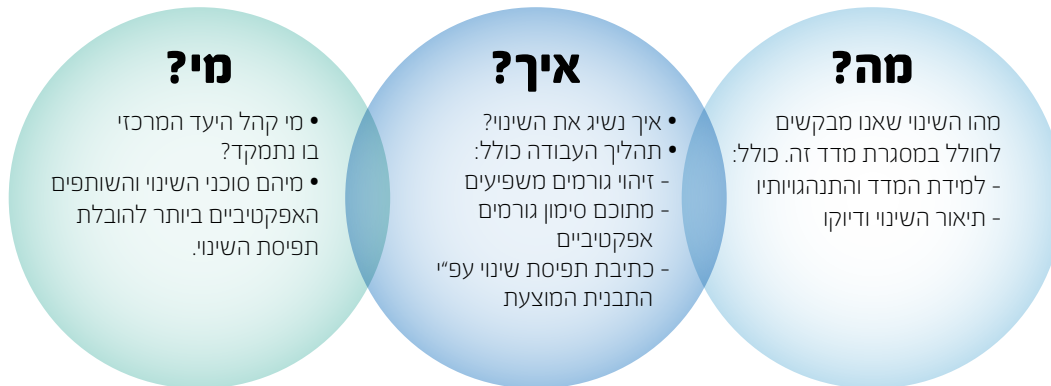 מה?
מהו השינוי שאנו מבקשים
לחולל במסגרת מדד זה. כולל:
- למידת המדד והתנהגויותיו
- תיאור השינוי ודיוקו
איך?
• איך נשיג את השינוי?
• תהליך העבודה כולל:
- זיהוי גורמים משפיעים
- מתוכם סימון גורמים
אפקטיביים
- כתיבת תפיסת שינוי עפ"י
התבנית המוצעת
מי?
• מי קהל היעד המרכזי
בו נתמקד?
• מיהם סוכני השינוי והשותפים
האפקטיביים ביותר להובלת
תפיסת השינוי.